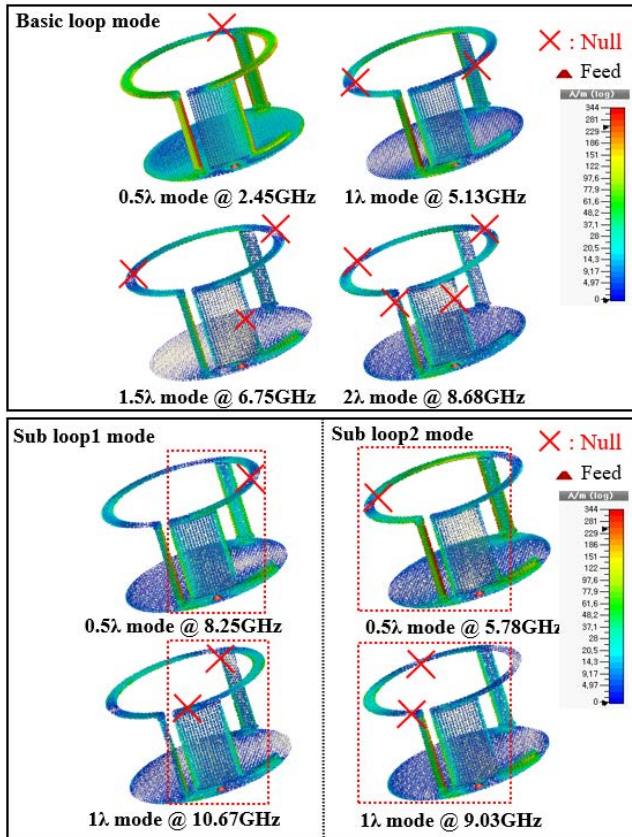 Basic loop mode
: Null
Feed
A/m (log)
344
281
229
186
151
122
97,6
77,9
61,4
48,2
37,1
28
20,5
14,3
9,17
4,96
0
0.5λ mode @ 2.45GHz
1λ mode @ 5.13GHz
1.5λ mode @ 6.75GHz
2λ mode @ 8.68GHz
Sub loop1 mode
0.5λ mode @ 8.25GHz
1λ mode @ 10.67GHz
Sub loop2 mode
: Null
Feed
A/m (log)
344
281
229
186
151
122
97,6
77,9
61,4
48,2
37,1
28
20,5
14,3
9,17
4,96
0
0.5λ mode @ 5.78GHz
1λ mode @ 9.03GHz